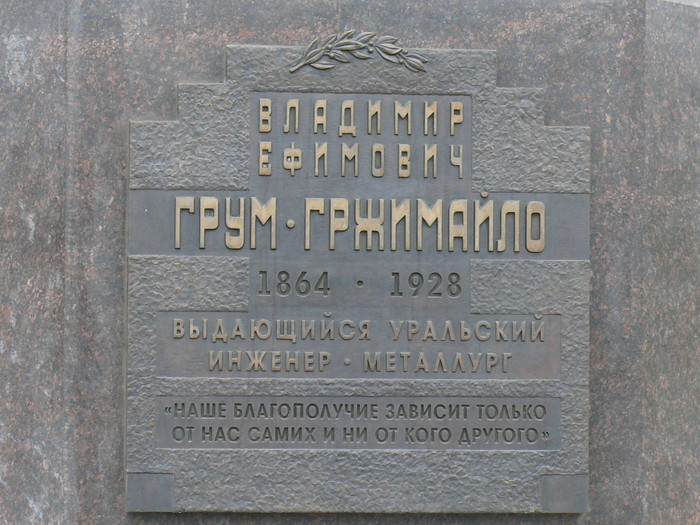 ВЛАДИМИР
ЕФИМОВИЧ
ГРУМ·ГРЖИМАЙЛО
1864 · 1928
ВЫДАЮЩИЙСЯ УРАЛЬСКИЙ
ИНЖЕНЕР · МЕТАЛЛУРГ
«НАШЕ БЛАГОПОЛУЧИЕ ЗАВИСИТ ТОЛЬКО
ОТ НАС САМИХ И НИ ОТ КОГО ДРУГОГО»